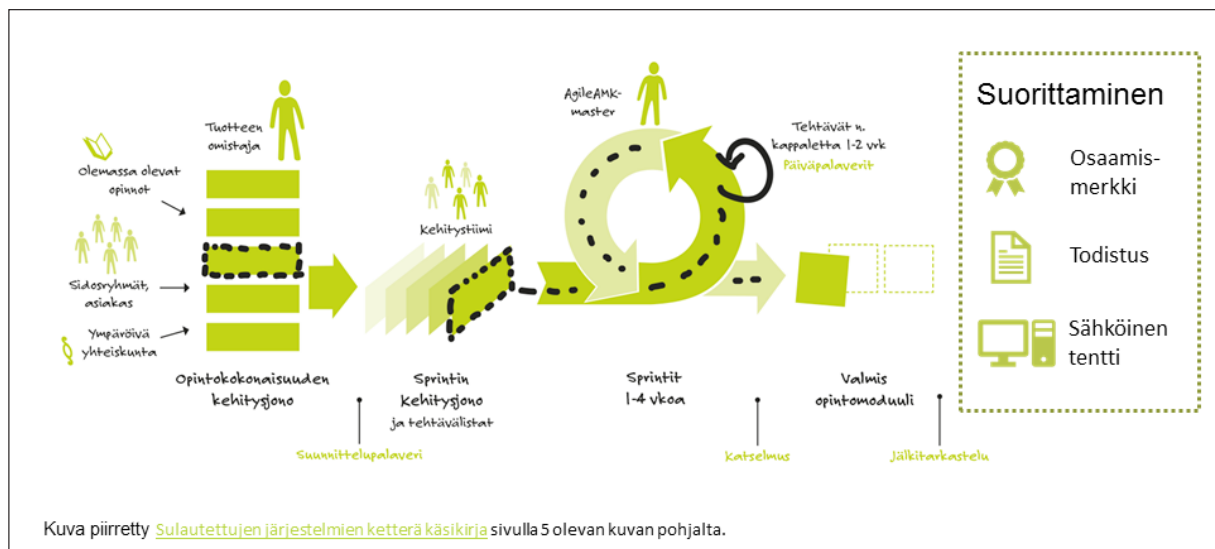 Tuotteen
omistaja
Olemassa olevat
opinnot
Sidosryhmät,
asiakas
Ympäröivä
yhteiskunta
Opintokokonaisuuden
kehitysjono
Suunnittelupalaveri
Kehitystiimi
Sprintin
kehitysjono
ja tehtävälistat
AgileAMK-
master
Tehtävät n.
kappaletta 1-2 vrk
Päiväpalaverit
Sprintit
1-4 vkoa
Katselmus
Valmis
opintomoduuli
Jälkitarkastelu
Suorittaminen
Osaamis-
merkki
Todistus
Sähköinen
tentti
Kuva piirretty Sulautettujen järjestelmien ketterä käsikirja sivulla 5 olevan kuvan pohjalta.